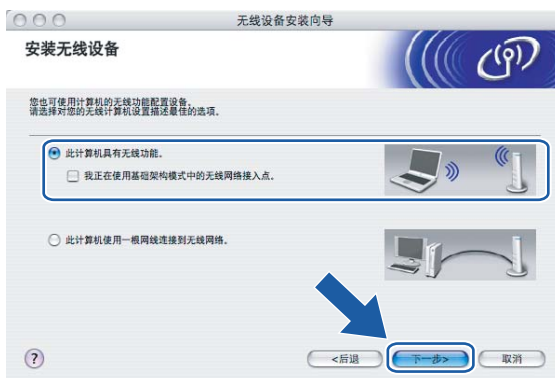 无线设备安装向导
安装无线设备
您也可使用计算机的无线功能配置设备。
请选择对您的无线计算机设置描述最佳的选项。
此计算机具有无线功能。
我正在使用基础架构模式中的无线网络接入点。
此计算机使用一根网线连接到无线网络。
?
<后退
下一步>
取消